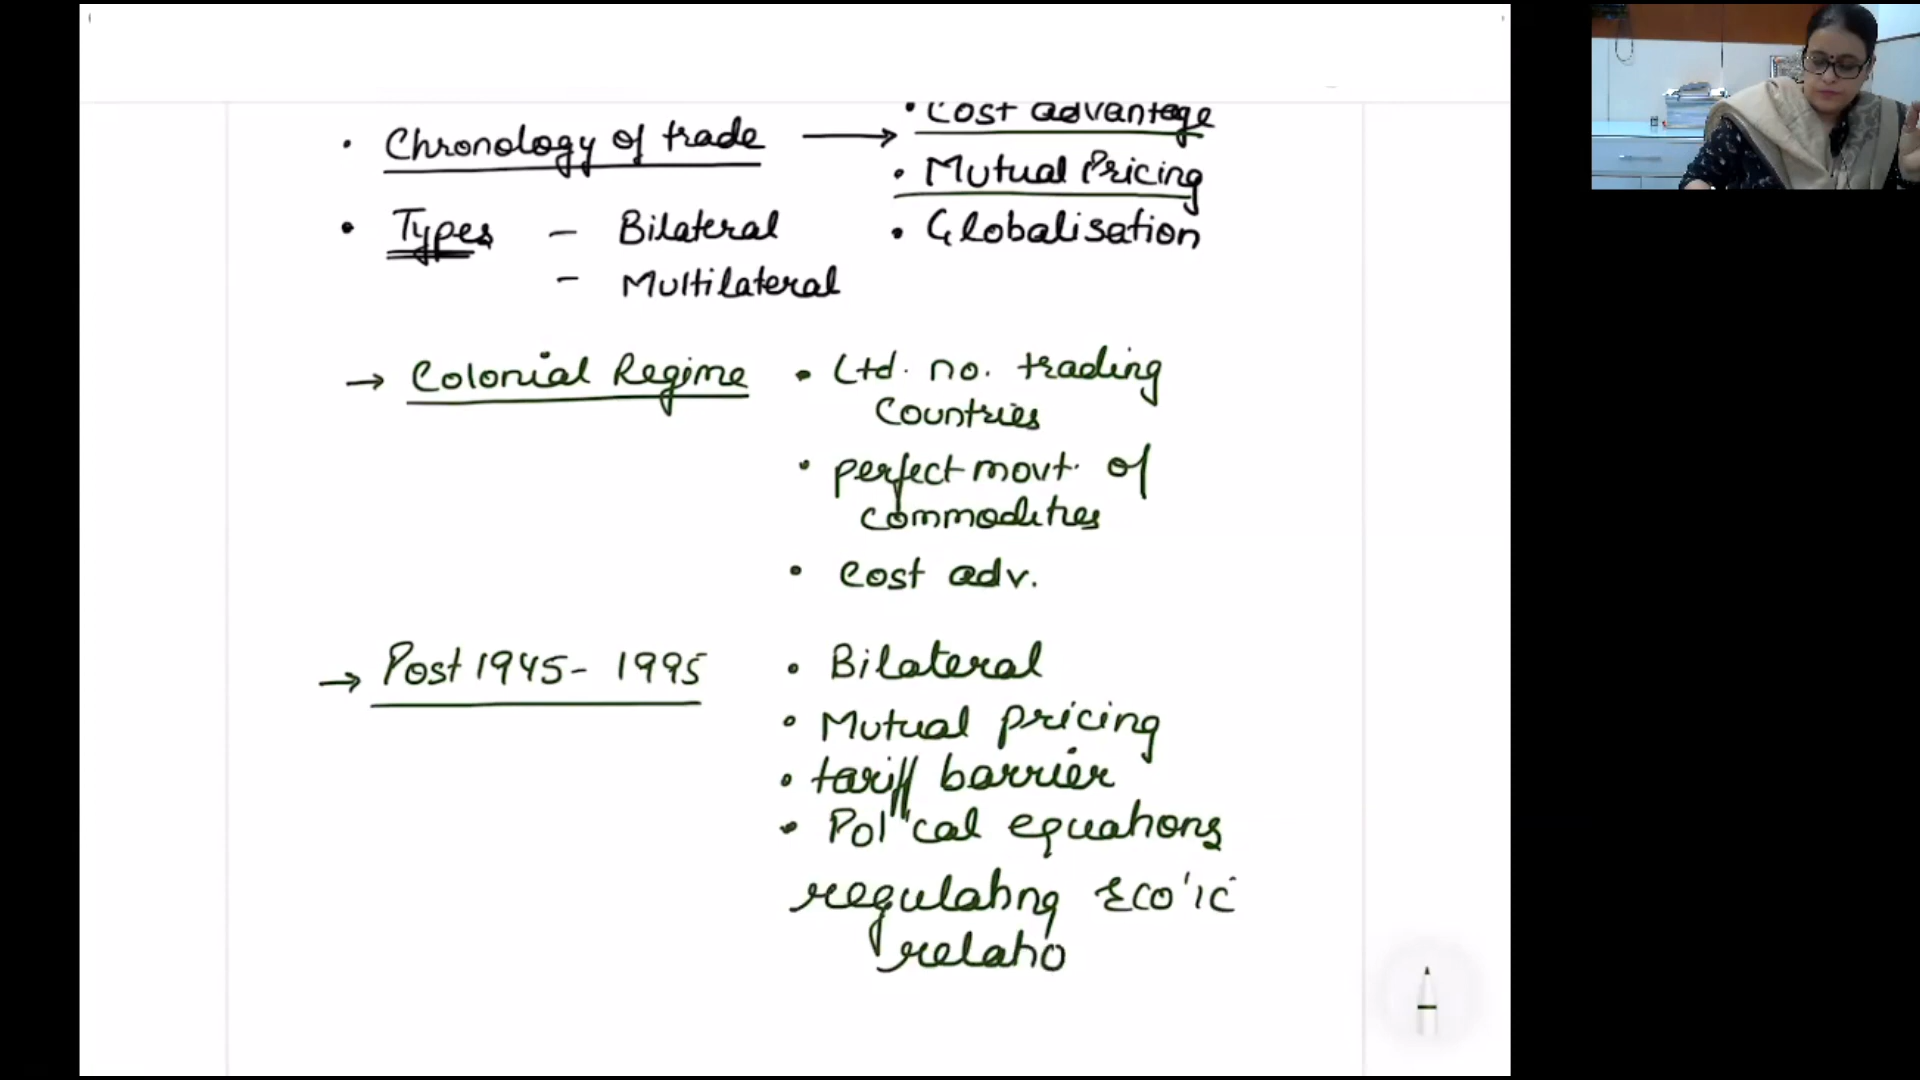 • Cost advantage
• Chronology of trade →
• Mutual Pricing
• Types - Bilateral
• Globalisation
- Multilateral
→ Colonial Regime • Ltd. no. trading
countries
• perfect movt. of
commodities
• cost adv.
→ Post 1945- 1995 • Bilateral
• Mutual pricing
• tariff barrier
• Pol"cal equations
regulating Eco'ic
relatio